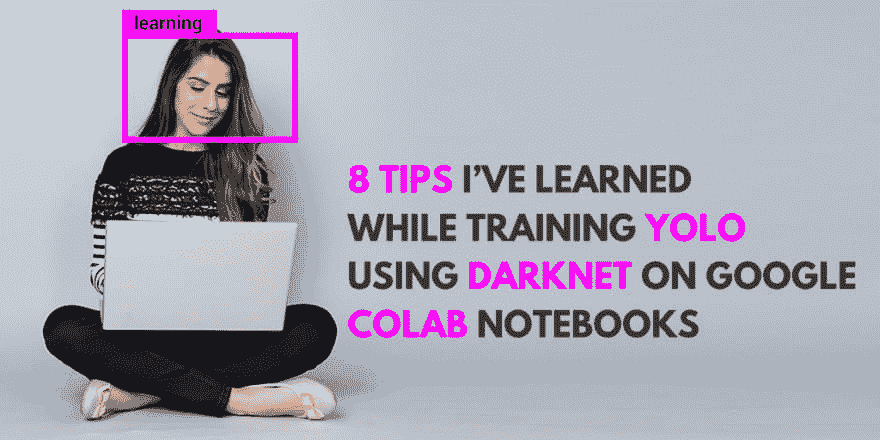 learning
8 TIPS I'VE LEARNED
WHILE TRAINING YOLO
USING DARKNET ON GOOGLE
COLAB NOTEBOOKS